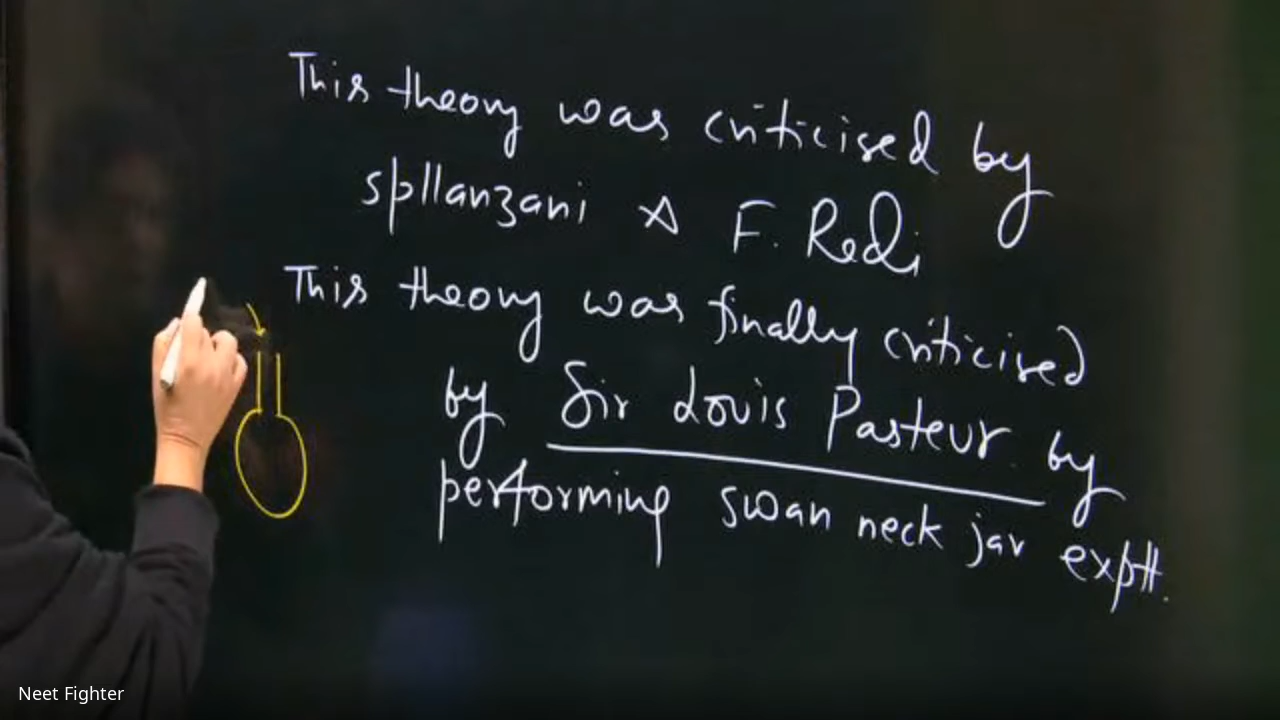 This theory was criticised by
spllanzani & F. Redi
This theory was finally criticised
by Sir Louis Pasteur by
performing swan neck jar exptt.
Neet Fighter